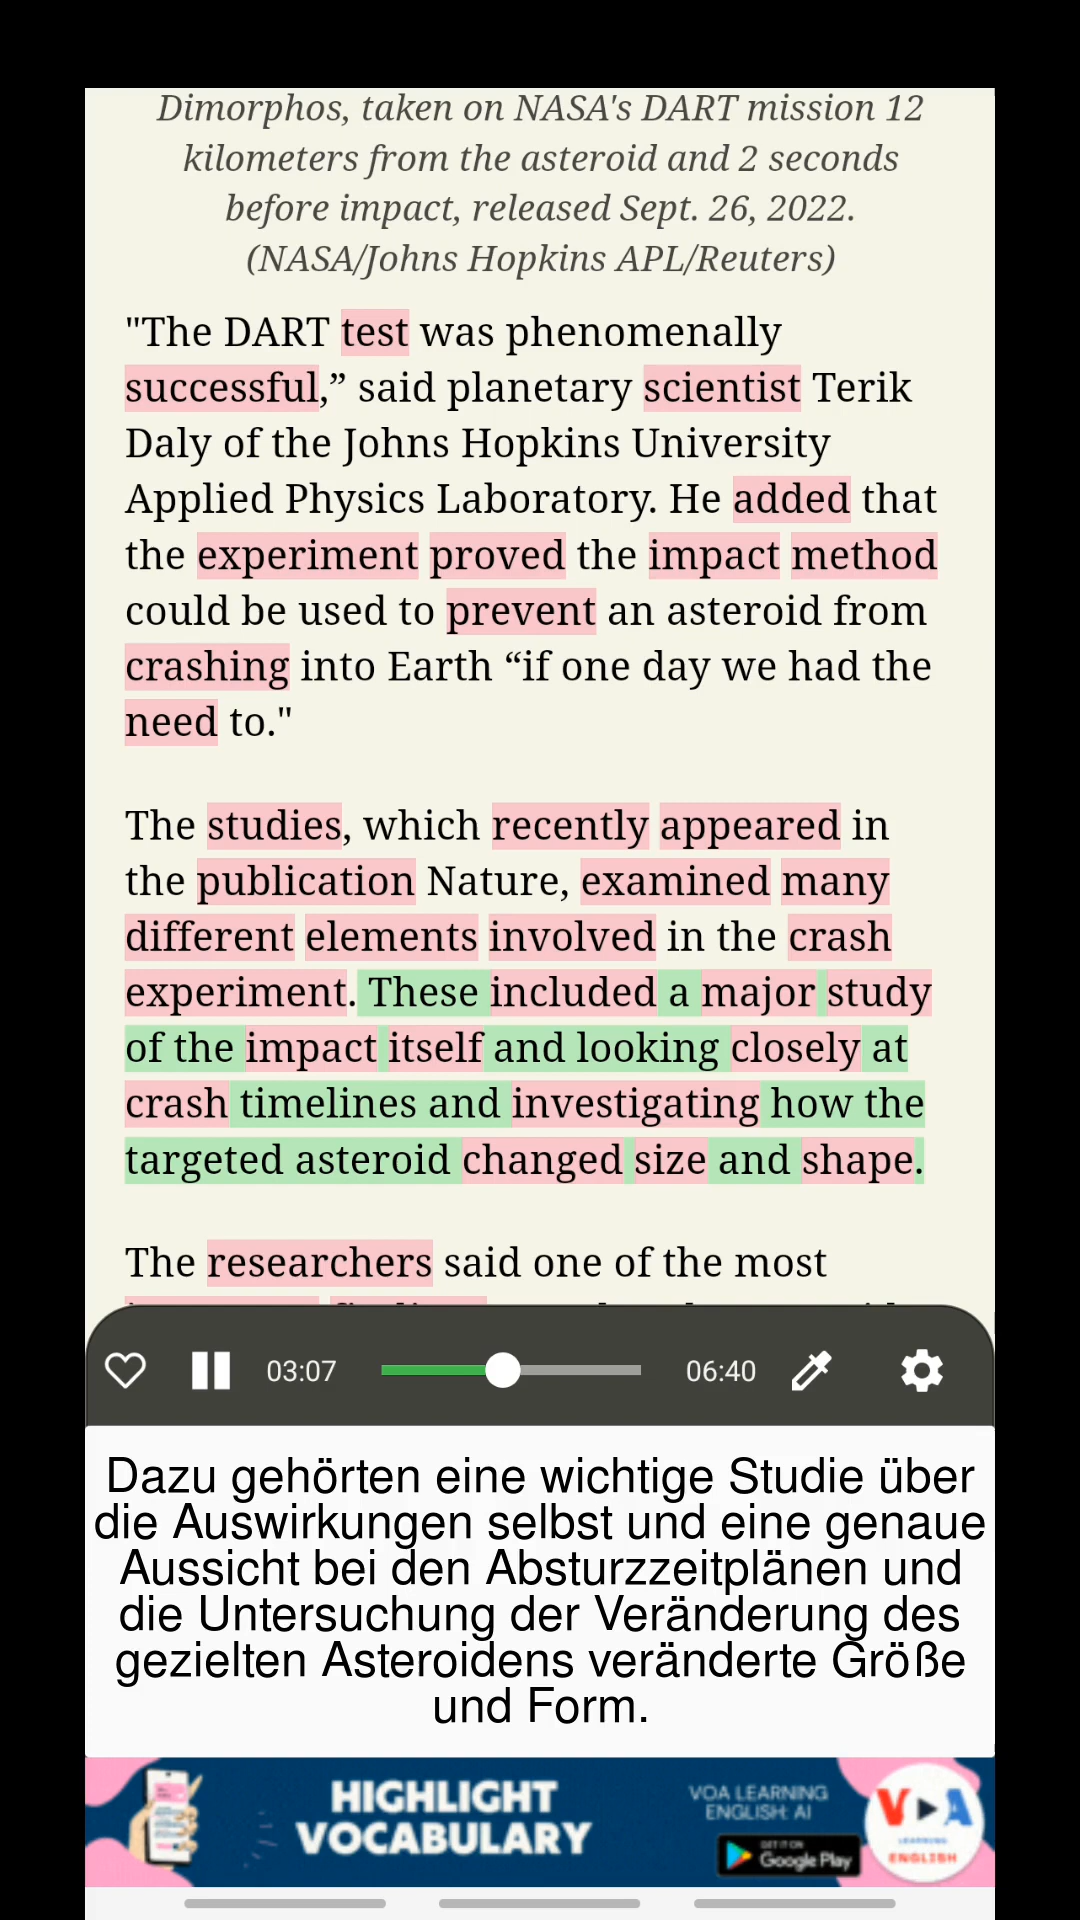 Dimorphos, taken on NASA's DART mission 12
kilometers from the asteroid and 2 seconds
before impact, released Sept. 26, 2022.
(NASA/Johns Hopkins APL/Reuters)
"The DART test was phenomenally
successful,” said planetary scientist Terik
Daly of the Johns Hopkins University
Applied Physics Laboratory. He added that
the experiment proved the impact method
could be used to prevent an asteroid from
crashing into Earth “if one day we had the
need to."
The studies, which recently appeared in
the publication Nature, examined many
different elements involved in the crash
experiment. These included a major study
of the impact itself and looking closely at
crash timelines and investigating how the
targeted asteroid changed size and shape.
The researchers said one of the most
03:07
06:40
Dazu gehörten eine wichtige Studie über
die Auswirkungen selbst und eine genaue
Aussicht bei den Absturzzeitplänen und
die Untersuchung der Veränderung des
gezielten Asteroidens veränderte Größe
und Form.
HIGHLIGHT
VOCABULARY
VOA LEARNING
ENGLISH: AI
GET IT ON
Google Play
VOA
LEARNING
ENGLISH